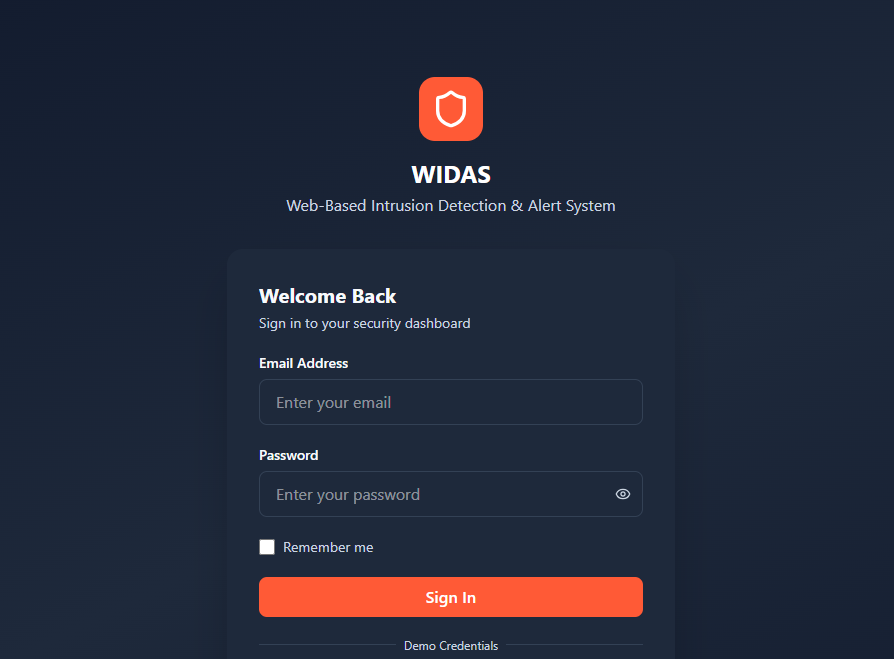 WIDAS
Web-Based Intrusion Detection & Alert System
Welcome Back
Sign in to your security dashboard
Email Address
Enter your email
Password
Enter your password
Remember me
Sign In
Demo Credentials